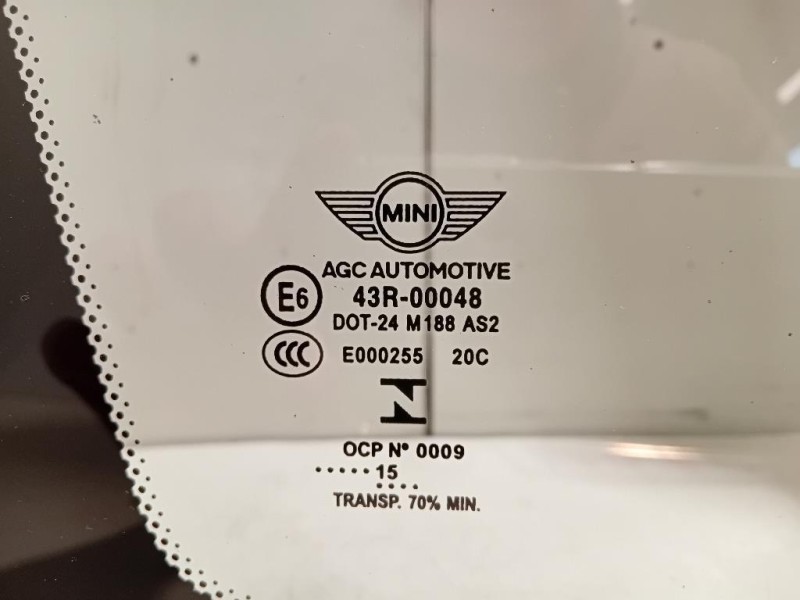 MINI
AGC AUTOMOTIVE
E6 43R-00048
DOT-24 M188 AS2
CCC E000255 20C
N
OCP Nº 0009
•••••15
••••
TRANSP. 70% MIN.